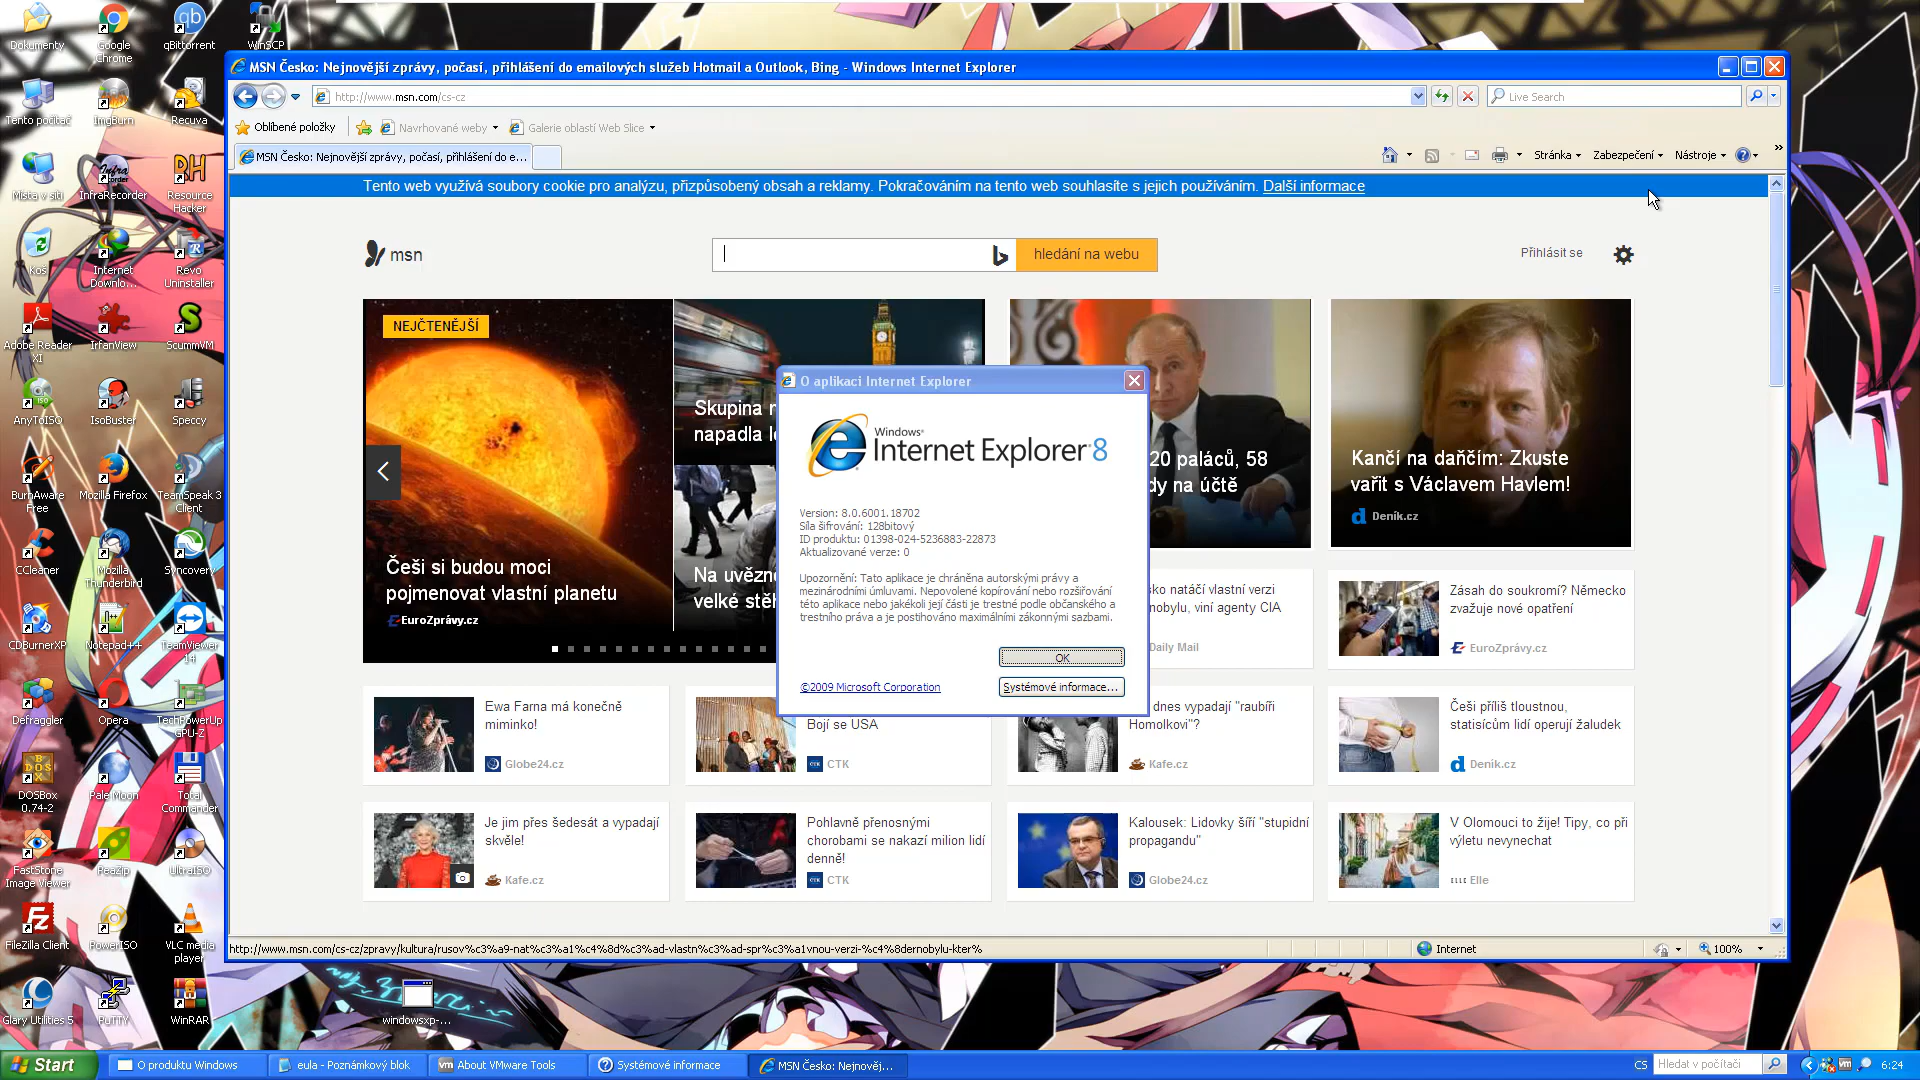 Dokumenty
Google Chrome
qBittorrent
WinSCP
Tento počítač
ImgBurn
Recuva
Místa v síti
InfraRecorder
Resource Hacker
Koš
Internet Downlo...
Revo Uninstaller
Adobe Reader XI
IrfanView
ScummVM
AnyToISO
IsoBuster
Speccy
BurnAware Free
Mozilla Firefox
TeamSpeak 3 Client
CCleaner
Mozilla Thunderbird
Syncovery
CDBurnerXP
Notepad++
TeamViewer 14
Defraggler
Opera
TechPowerUp GPU-Z
DOSBox 0.74-2
Pale Moon
Total Commander
FastStone Image Viewer
PeaZip
UltraISO
FileZilla Client
PowerISO
VLC media player
Glary Utilities 5
PuTTY
WinRAR
windowsxp-...
MSN Česko: Nejnovější zprávy, počasí, přihlášení do emailových služeb Hotmail a Outlook, Bing - Windows Internet Explorer
http://www.msn.com/cs-cz
Live Search
Oblíbené položky
Navrhované weby
Galerie oblastí Web Slice
MSN Česko: Nejnovější zprávy, počasí, přihlášení do e...
Stránka
Zabezpečení
Nástroje
Tento web využívá soubory cookie pro analýzu, přizpůsobený obsah a reklamy. Pokračováním na tento web souhlasíte s jejich používáním. Další informace
msn
hledání na webu
Přihlásit se
NEJČTENĚJŠÍ
Češi si budou moci
pojmenovat vlastní planetu
EuroZprávy.cz
Skupina
napadla
Na uvězn
velké stěh
20 paláců, 58
dy na účtě
Kančí na daňčím: Zkuste
vařit s Václavem Havlem!
Deník.cz
O aplikaci Internet Explorer
Windows®
Internet Explorer 8
Version: 8.0.6001.18702
Síla šifrování: 128bitový
ID produktu: 01398-024-5236883-22873
Aktualizované verze: 0
Upozornění: Tato aplikace je chráněna autorskými právy a
mezinárodními úmluvami. Nepovolené kopírování nebo rozšiřování
této aplikace nebo jakékoli její části je trestné podle občanského a
trestního práva a je postihováno maximálními zákonnými sazbami.
OK
©2009 Microsoft Corporation
Systémové informace...
sko natáčí vlastní verzi
nobylu, viní agenty CIA
Daily Mail
Zásah do soukromí? Německo
zvažuje nové opatření
EuroZprávy.cz
Ewa Farna má konečně
miminko!
Globe24.cz
Bojí se USA
CTK
dnes vypadají "raubíři
Homolkovi"?
Kafe.cz
Češi příliš tloustnou,
statisícům lidí operují žaludek
Deník.cz
Je jim přes šedesát a vypadají
skvěle!
Kafe.cz
Pohlavně přenosnými
chorobami se nakazí milion lidí
denně!
CTK
Kalousek: Lidovky šíří "stupidní
propagandu"
Globe24.cz
V Olomouci to žije! Tipy, co při
výletu nevynechat
ELLE Elle
http://www.msn.com/cs-cz/zpravy/kultura/rusov%c3%a9-nat%c3%a1%c4%8d%c3%ad-vlastn%c3%ad-spr%c3%a1vnou-verzi-%c4%8dernobylu-kter%
Internet
100%
Start
O produktu Windows
eula - Poznámkový blok
About VMware Tools
Systémové informace
MSN Česko: Nejnověj...
CS
Hledat v počítači
6:24